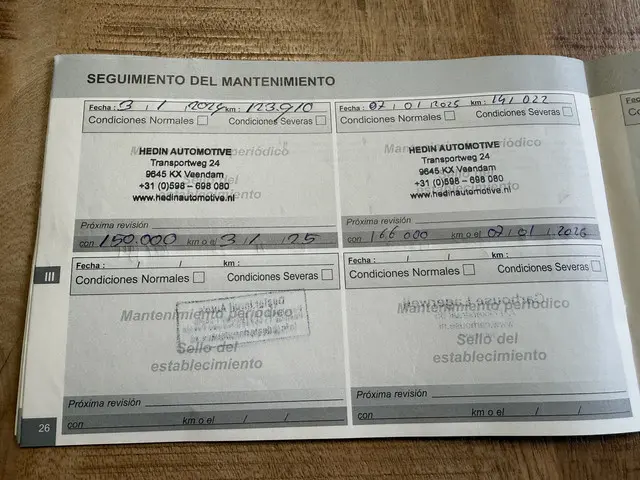 SEGUIMIENTO DEL MANTENIMIENTO
Fecha : 3 / 1 / 2024 km : 123.910
Condiciones Normales Condiciones Severas
Mantenimiento periódico
HEDIN AUTOMOTIVE
Transportweg 24
9645 KX Veendam
+31 (0)598 – 698 080
www.hedinautomotive.nl
Próxima revisión
con 150.000 km o el 3 / 1 / 25
Fecha : 07 / 01 / 2025 km : 141 022
Condiciones Normales Condiciones Severas
Mantenimiento periódico
HEDIN AUTOMOTIVE
Transportweg 24
9645 KX Veendam
+31 (0)598 – 698 080
www.hedinautomotive.nl
Próxima revisión
con 166 000 km o el 07 / 01 / 2026
III
Fecha : / / km :
Condiciones Normales Condiciones Severas
Mantenimiento periódico
Sello del
establecimiento
Próxima revisión
con km o el / /
Fecha : / / km :
Condiciones Normales Condiciones Severas
Mantenimiento periódico
Sello del
establecimiento
Próxima revisión
con km o el / /
26